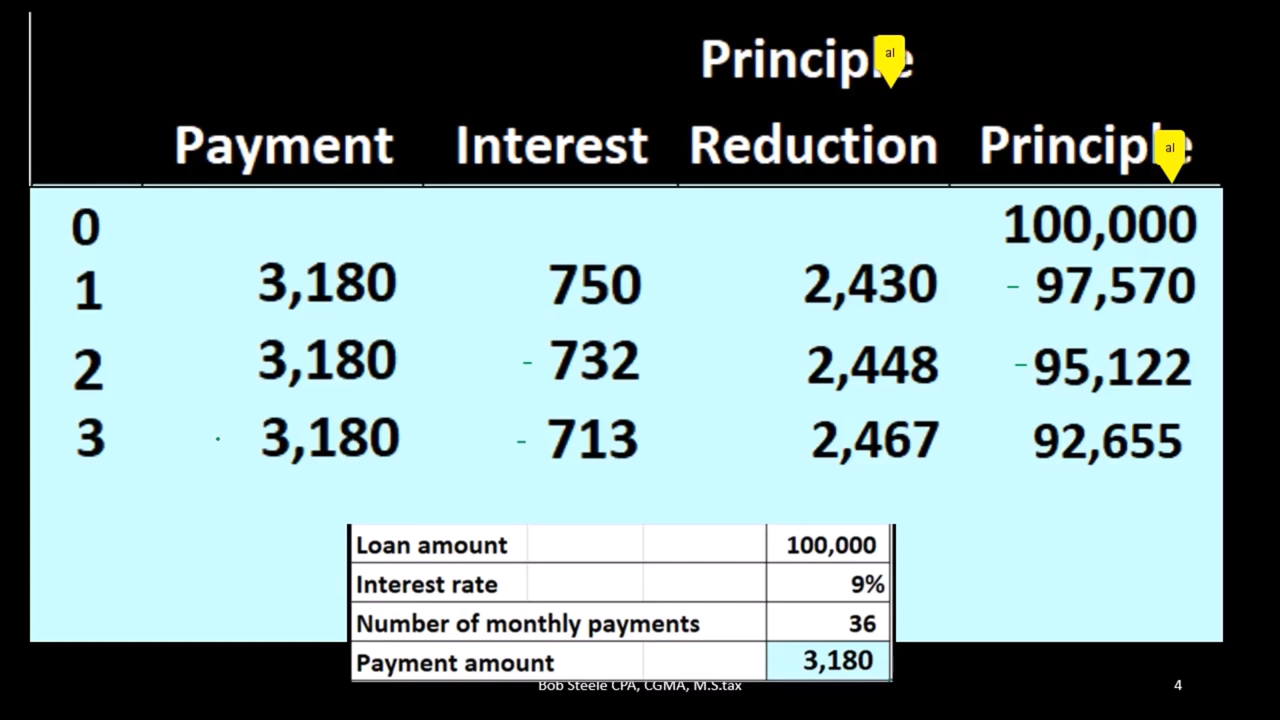 Principle al
Payment Interest Reduction Principle al
0 100,000
1 3,180 750 2,430 97,570
2 3,180 732 2,448 95,122
3 3,180 713 2,467 92,655
Loan amount 100,000
Interest rate 9%
Number of monthly payments 36
Payment amount 3,180
Bob Steele CPA, CGMA, M.S.tax 4